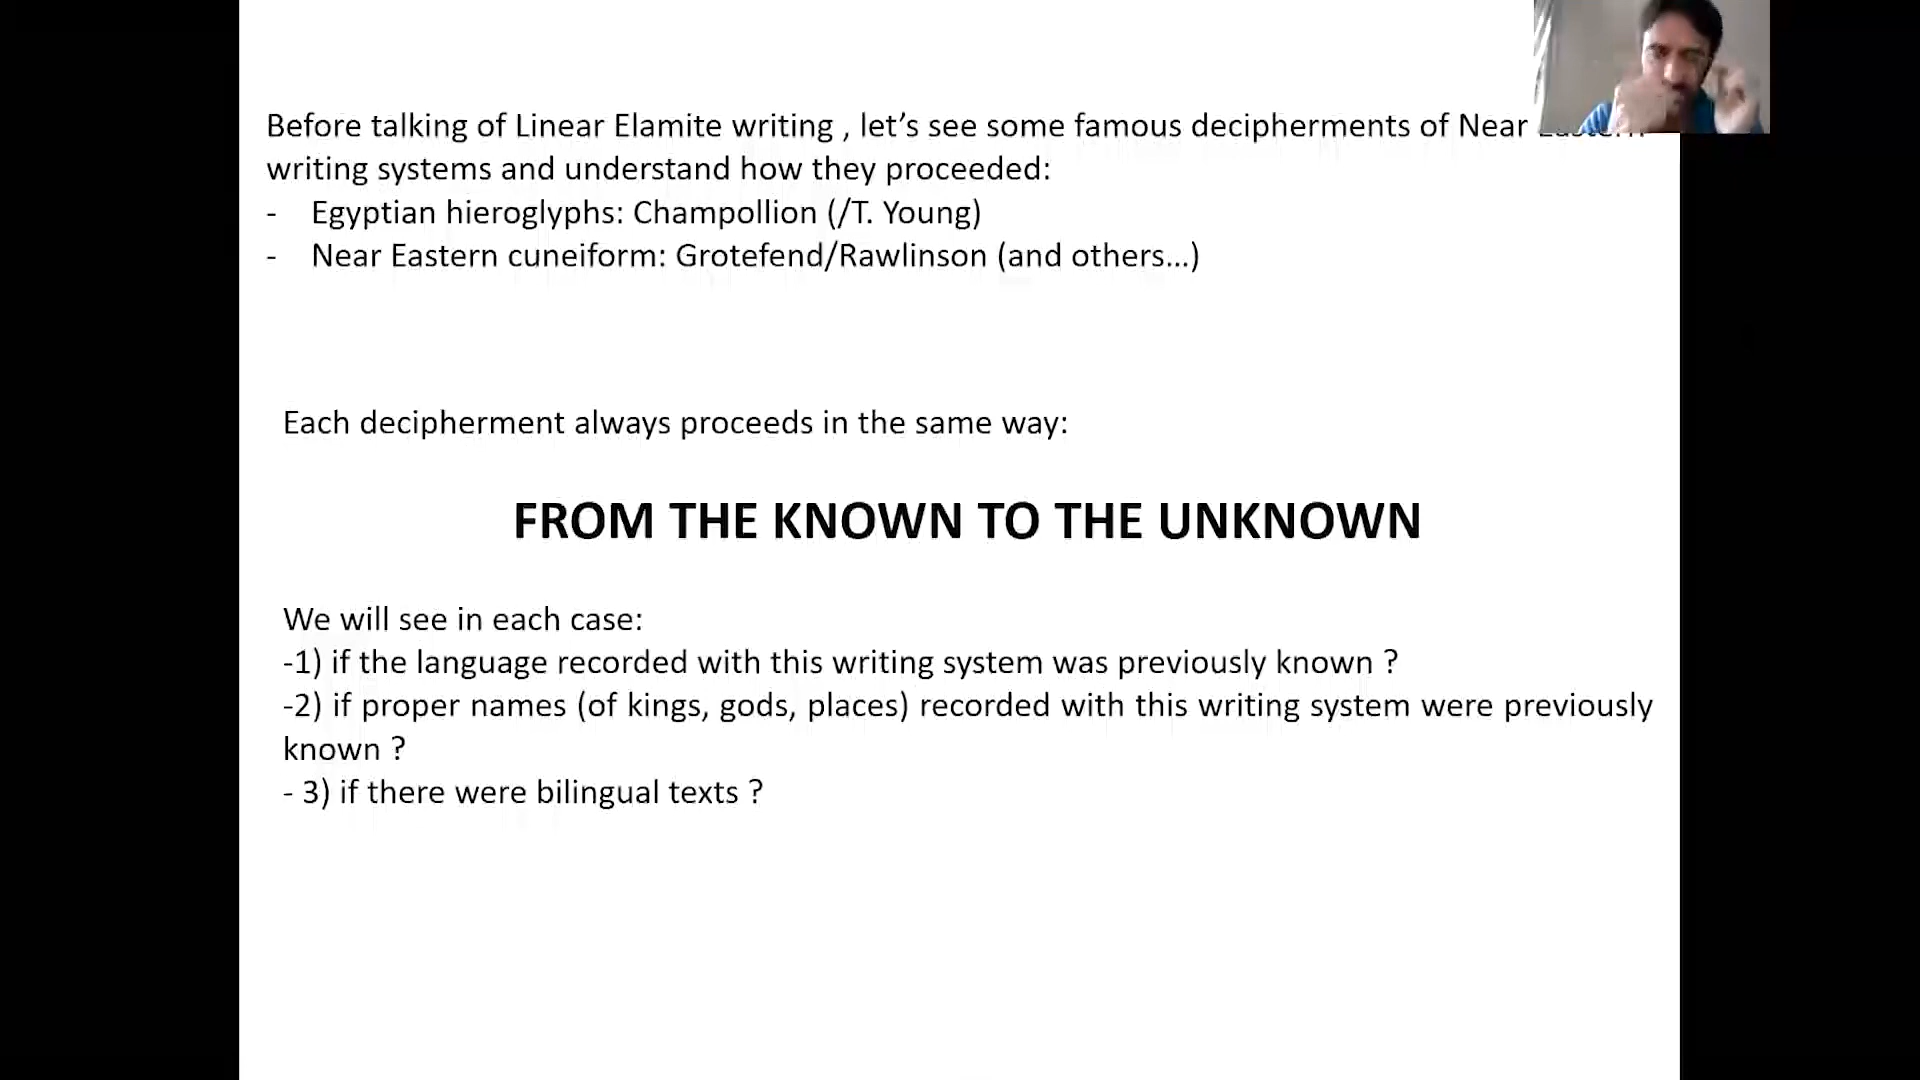 Before talking of Linear Elamite writing , let’s see some famous decipherments of Near
writing systems and understand how they proceeded:
- Egyptian hieroglyphs: Champollion (/T. Young)
- Near Eastern cuneiform: Grotefend/Rawlinson (and others...)
Each decipherment always proceeds in the same way:
FROM THE KNOWN TO THE UNKNOWN
We will see in each case:
-1) if the language recorded with this writing system was previously known ?
-2) if proper names (of kings, gods, places) recorded with this writing system were previously
known ?
- 3) if there were bilingual texts ?